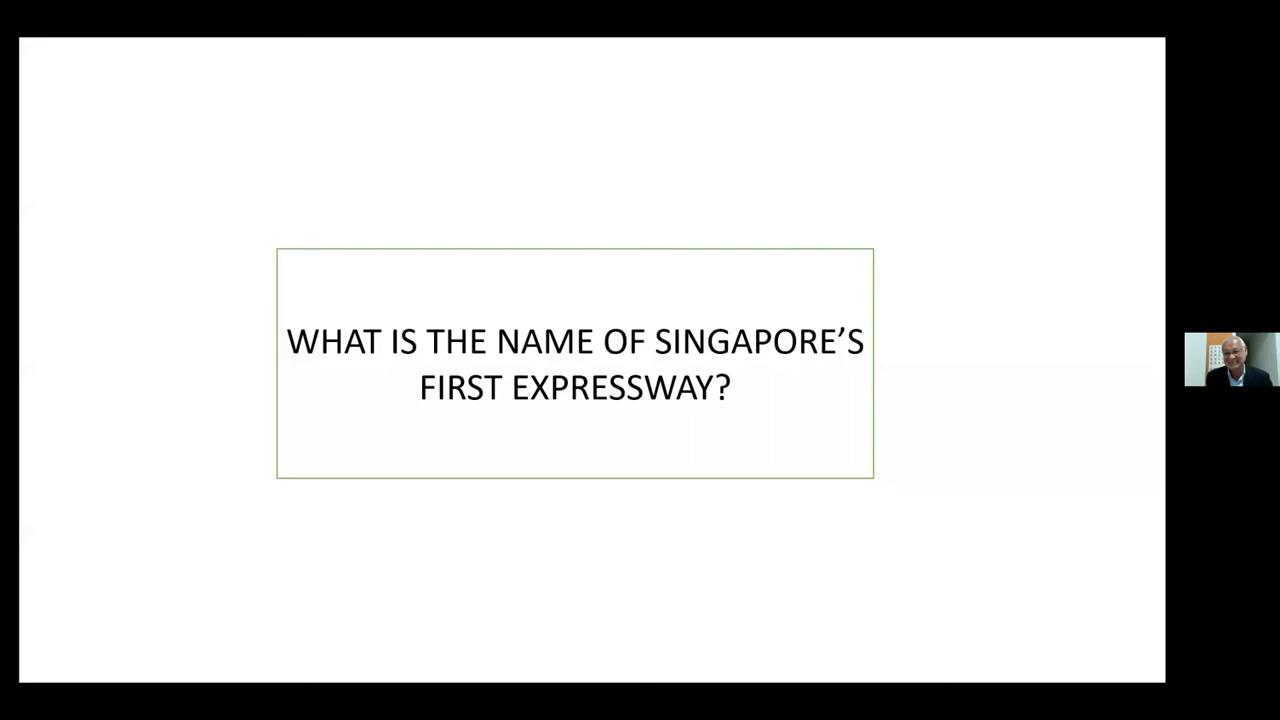 WHAT IS THE NAME OF SINGAPORE’S
FIRST EXPRESSWAY?